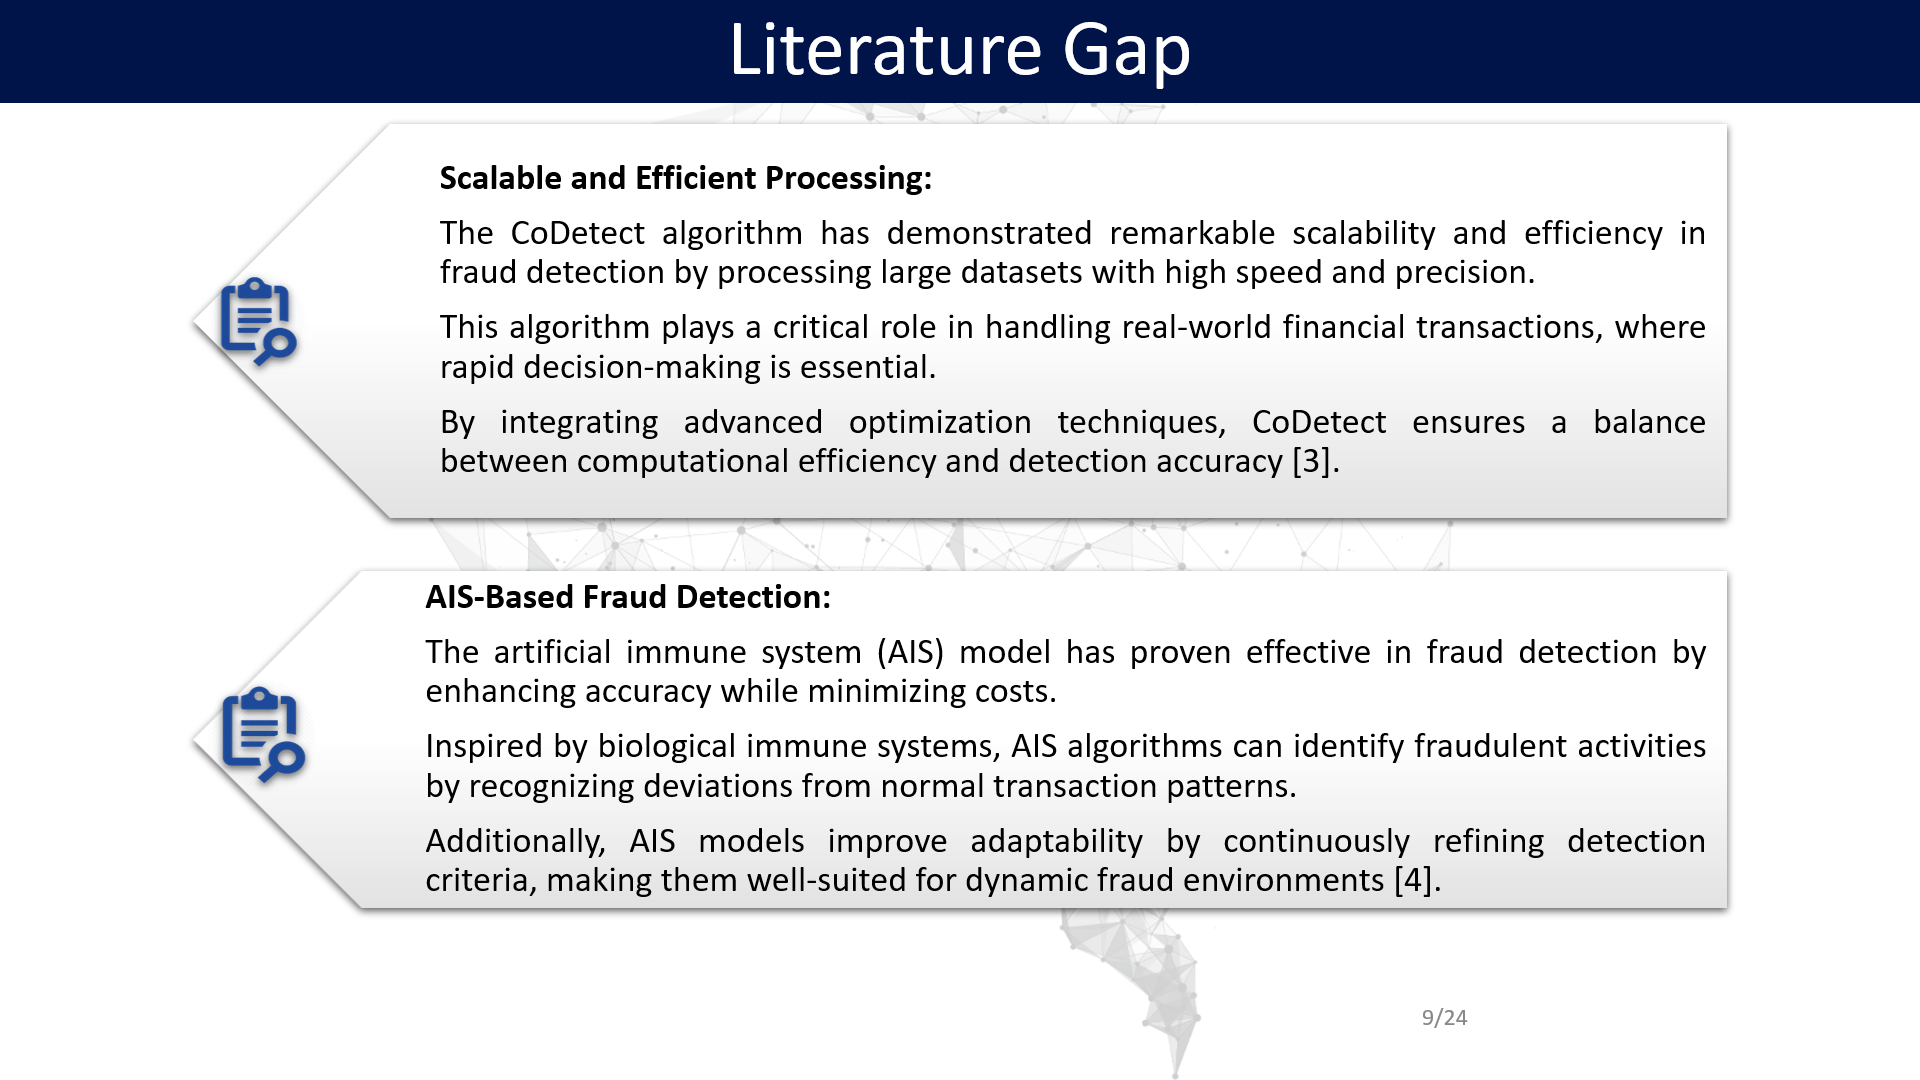 Literature Gap
Scalable and Efficient Processing:
The CoDetect algorithm has demonstrated remarkable scalability and efficiency in
fraud detection by processing large datasets with high speed and precision.
This algorithm plays a critical role in handling real-world financial transactions, where
rapid decision-making is essential.
By integrating advanced optimization techniques, CoDetect ensures a balance
between computational efficiency and detection accuracy [3].
AIS-Based Fraud Detection:
The artificial immune system (AIS) model has proven effective in fraud detection by
enhancing accuracy while minimizing costs.
Inspired by biological immune systems, AIS algorithms can identify fraudulent activities
by recognizing deviations from normal transaction patterns.
Additionally, AIS models improve adaptability by continuously refining detection
criteria, making them well-suited for dynamic fraud environments [4].
9/24